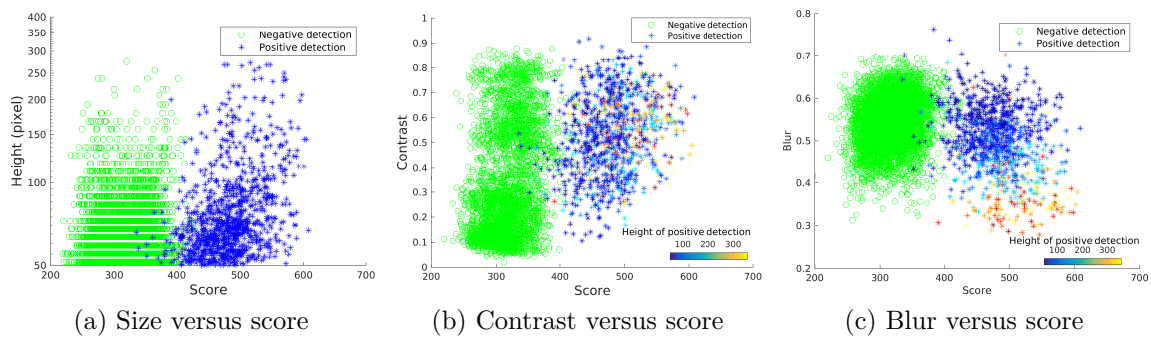 400
350
300
250
200
150
100
50
200
300
400
500
600
700
Height (pixel)
Score
Negative detection
Positive detection
(a) Size versus score
1
0.9
0.8
0.7
0.6
0.5
0.4
0.3
0.2
0.1
0
200
300
400
500
600
700
Contrast
Score
Negative detection
Positive detection
Height of positive detection
100 200 300
(b) Contrast versus score
0.8
0.7
0.6
0.5
0.4
0.3
0.2
200
300
400
500
600
700
Blur
Score
Negative detection
Positive detection
Height of positive detection
100 200 300
(c) Blur versus score